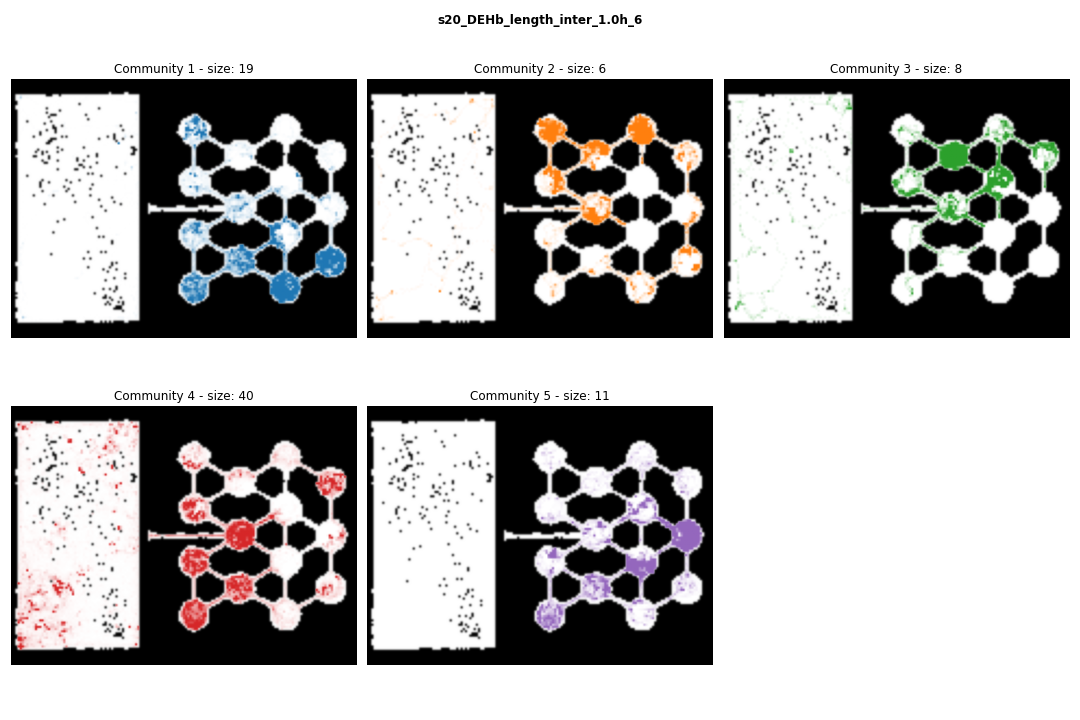 s20_DEHb_length_inter_1.0h_6
Community 1 - size: 19
Community 2 - size: 6
Community 3 - size: 8
Community 4 - size: 40
Community 5 - size: 11